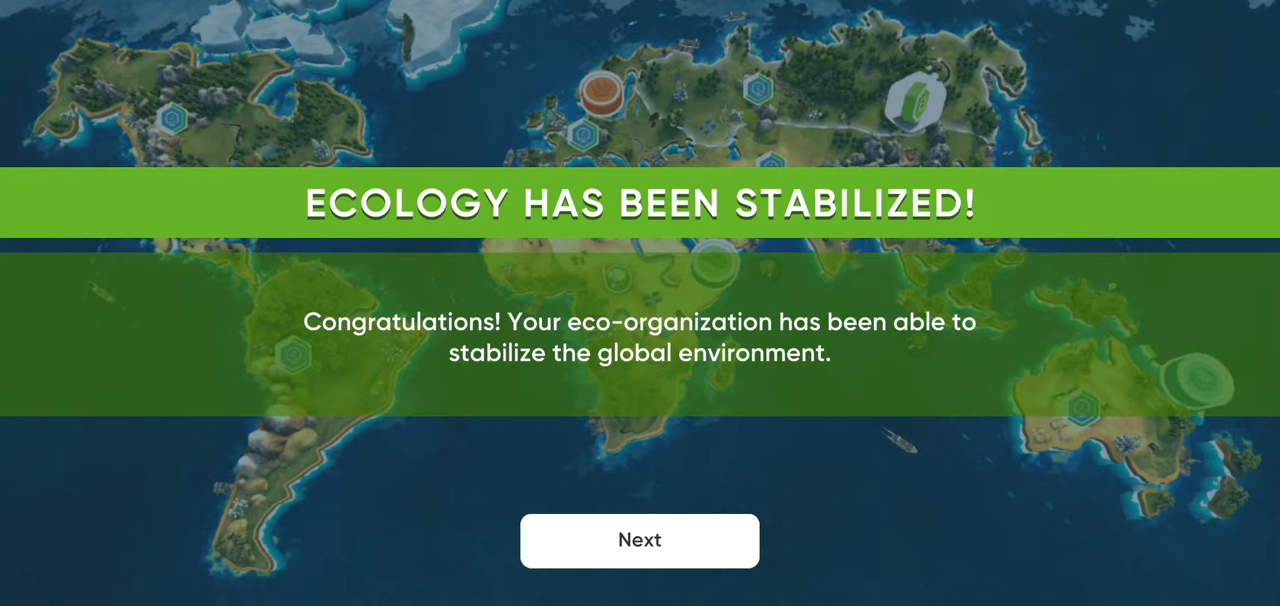 ECOLOGY HAS BEEN STABILIZED!
Congratulations! Your eco-organization has been able to
stabilize the global environment.
Next